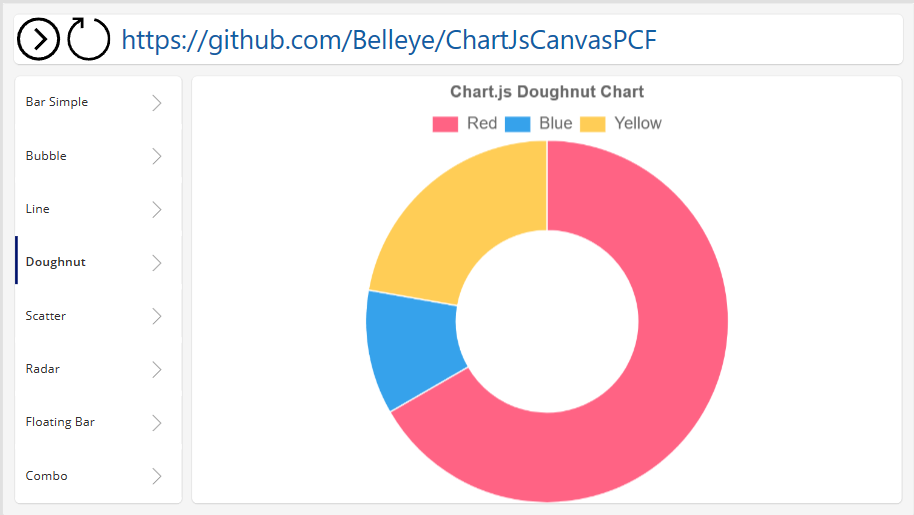 https://github.com/Belleye/ChartJsCanvasPCF
Bar Simple
Bubble
Line
Doughnut
Scatter
Radar
Floating Bar
Combo
Chart.js Doughnut Chart
Red Blue Yellow